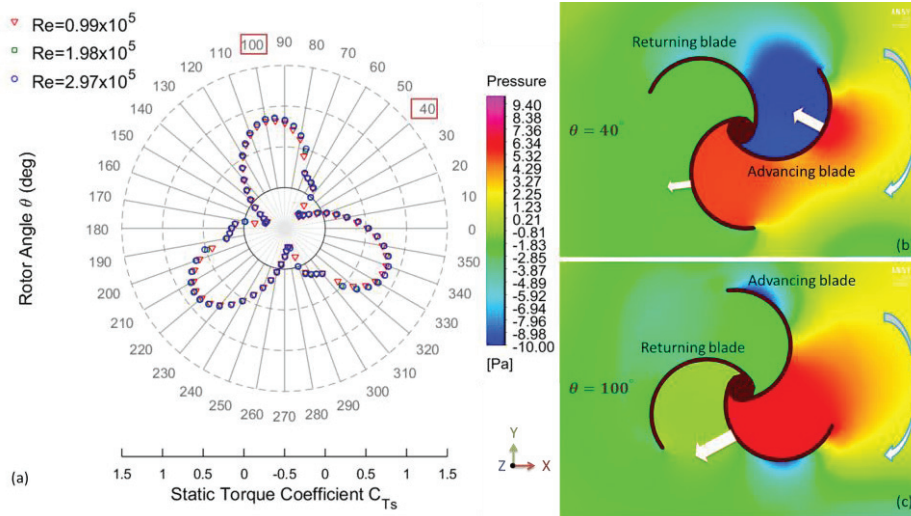 Re=0.99x10^5
Re=1.98x10^5
Re=2.97x10^5
Rotor Angle θ (deg)
0
10
20
30
40
50
60
70
80
90
100
110
120
130
140
150
160
170
180
190
200
210
220
230
240
250
260
270
280
290
300
310
320
330
340
350
1.5 1 0.5 0 -0.5 0 0.5 1 1.5
Static Torque Coefficient C_Ts
(a)
Pressure
9.40
8.38
7.36
6.34
5.32
4.29
3.27
2.25
1.23
0.21
-0.81
-1.83
-2.85
-3.87
-4.89
-5.92
-6.94
-7.96
-8.98
-10.00
[Pa]
Y
Z X
ANSYS
Returning blade
θ = 40°
Advancing blade
(b)
ANSYS
Advancing blade
Returning blade
θ = 100°
(c)